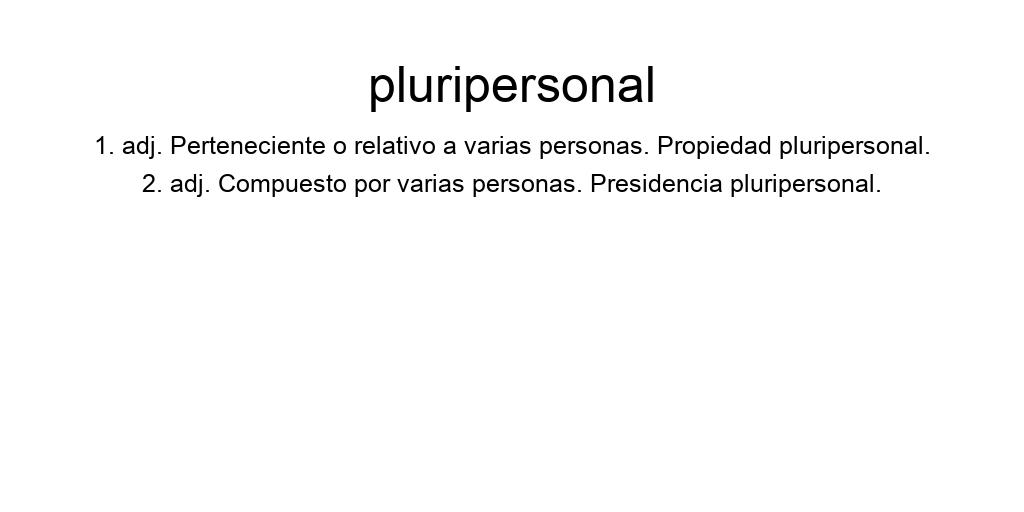 pluripersonal
1. adj. Perteneciente o relativo a varias personas. Propiedad pluripersonal.
2. adj. Compuesto por varias personas. Presidencia pluripersonal.